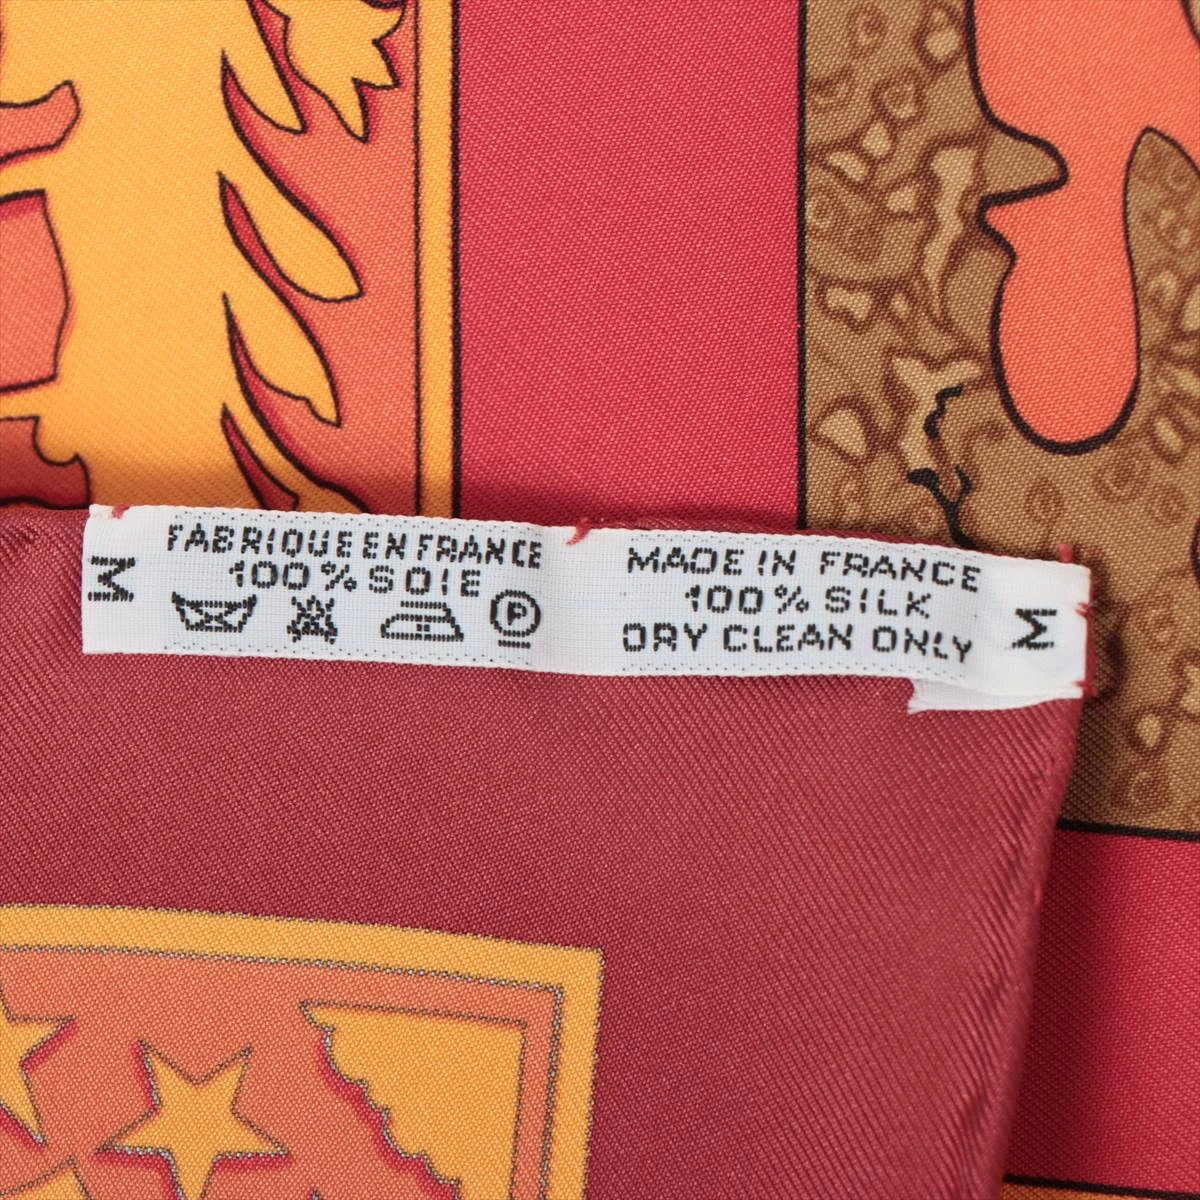 M
FABRIQUE EN FRANCE
100% SOIE
P
MADE IN FRANCE
100% SILK
DRY CLEAN ONLY
M